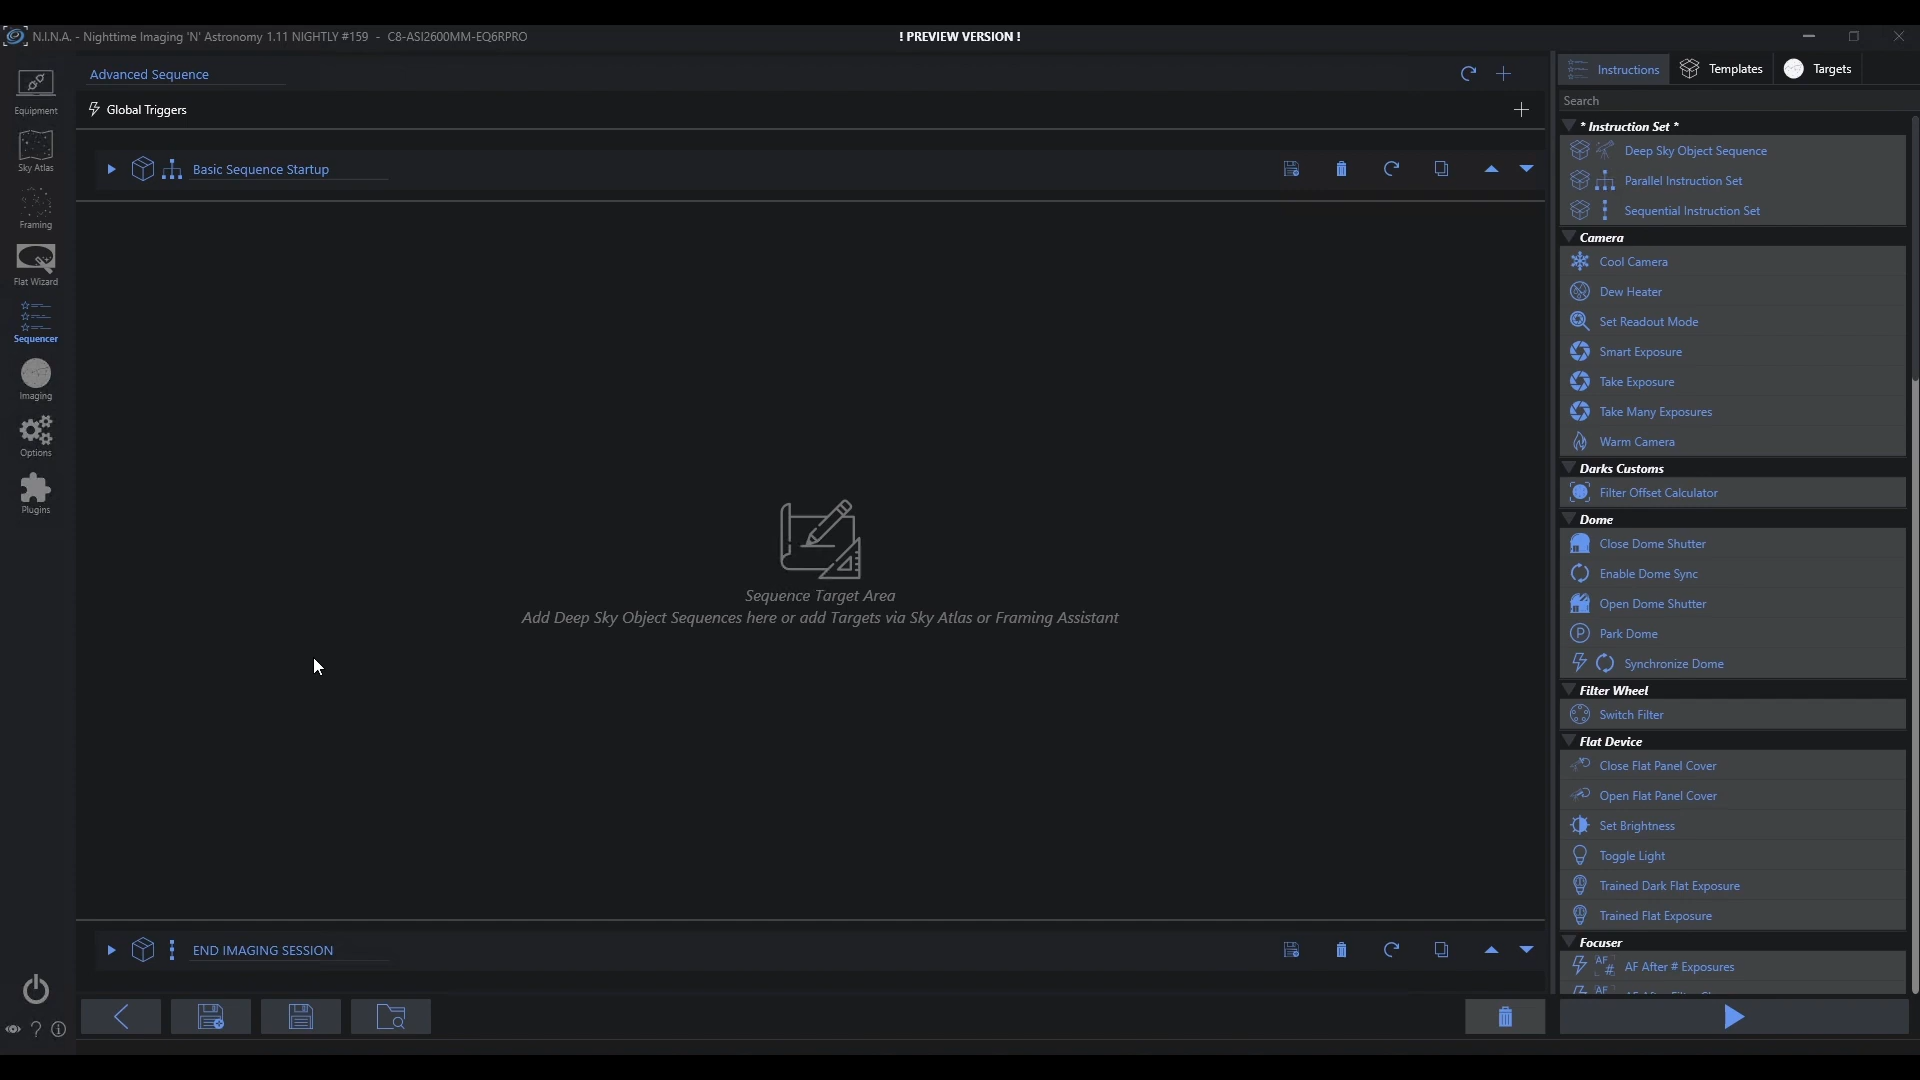 N.I.N.A. - Nighttime Imaging 'N' Astronomy 1.11 NIGHTLY #159 - C8-ASI2600MM-EQ6RPRO
! PREVIEW VERSION !
Equipment
Sky Atlas
Framing
Flat Wizard
Sequencer
Imaging
Options
Plugins
Advanced Sequence
Global Triggers
Basic Sequence Startup
Sequence Target Area
Add Deep Sky Object Sequences here or add Targets via Sky Atlas or Framing Assistant
END IMAGING SESSION
Instructions
Templates
Targets
Search
* Instruction Set *
Deep Sky Object Sequence
Parallel Instruction Set
Sequential Instruction Set
Camera
Cool Camera
Dew Heater
Set Readout Mode
Smart Exposure
Take Exposure
Take Many Exposures
Warm Camera
Darks Customs
Filter Offset Calculator
Dome
Close Dome Shutter
Enable Dome Sync
Open Dome Shutter
Park Dome
Synchronize Dome
Filter Wheel
Switch Filter
Flat Device
Close Flat Panel Cover
Open Flat Panel Cover
Set Brightness
Toggle Light
Trained Dark Flat Exposure
Trained Flat Exposure
Focuser
AF # AF After # Exposures
AF